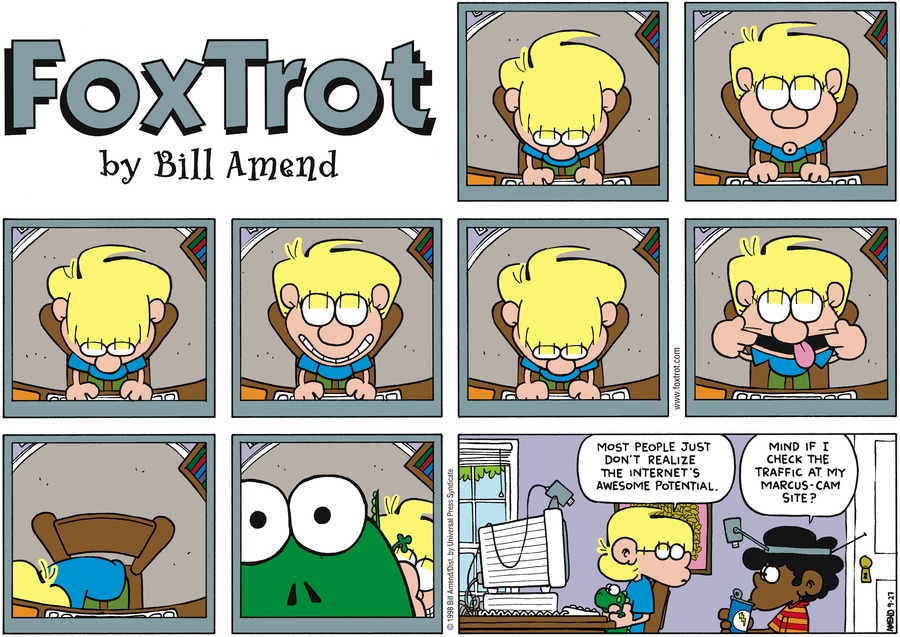 FoxTrot
by Bill Amend
www.foxtrot.com
© 1998 Bill Amend/Dist. by Universal Press Syndicate
MOST PEOPLE JUST
DON'T REALIZE
THE INTERNET'S
AWESOME POTENTIAL.
MIND IF I
CHECK THE
TRAFFIC AT MY
MARCUS-CAM
SITE?
AMEND 9-27